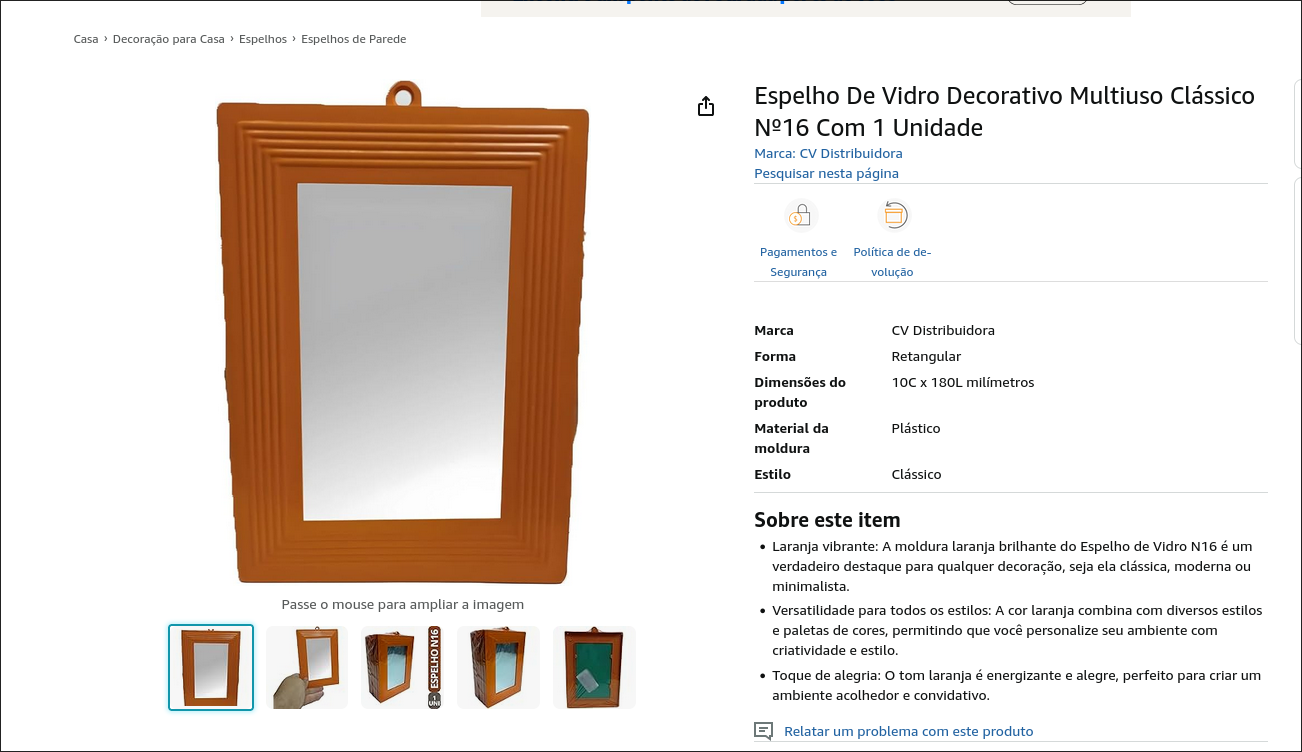 Casa › Decoração para Casa › Espelhos › Espelhos de Parede
Espelho De Vidro Decorativo Multiuso Clássico
Nº16 Com 1 Unidade
Marca: CV Distribuidora
Pesquisar nesta página
Pagamentos e
Segurança
Política de de-
volução
Marca CV Distribuidora
Forma Retangular
Dimensões do
produto 10C x 180L milímetros
Material da
moldura Plástico
Estilo Clássico
Sobre este item
• Laranja vibrante: A moldura laranja brilhante do Espelho de Vidro N16 é um
verdadeiro destaque para qualquer decoração, seja ela clássica, moderna ou
minimalista.
• Versatilidade para todos os estilos: A cor laranja combina com diversos estilos
e paletas de cores, permitindo que você personalize seu ambiente com
criatividade e estilo.
• Toque de alegria: O tom laranja é energizante e alegre, perfeito para criar um
ambiente acolhedor e convidativo.
Relatar um problema com este produto
Passe o mouse para ampliar a imagem
ESPELHO N16
1
UNI